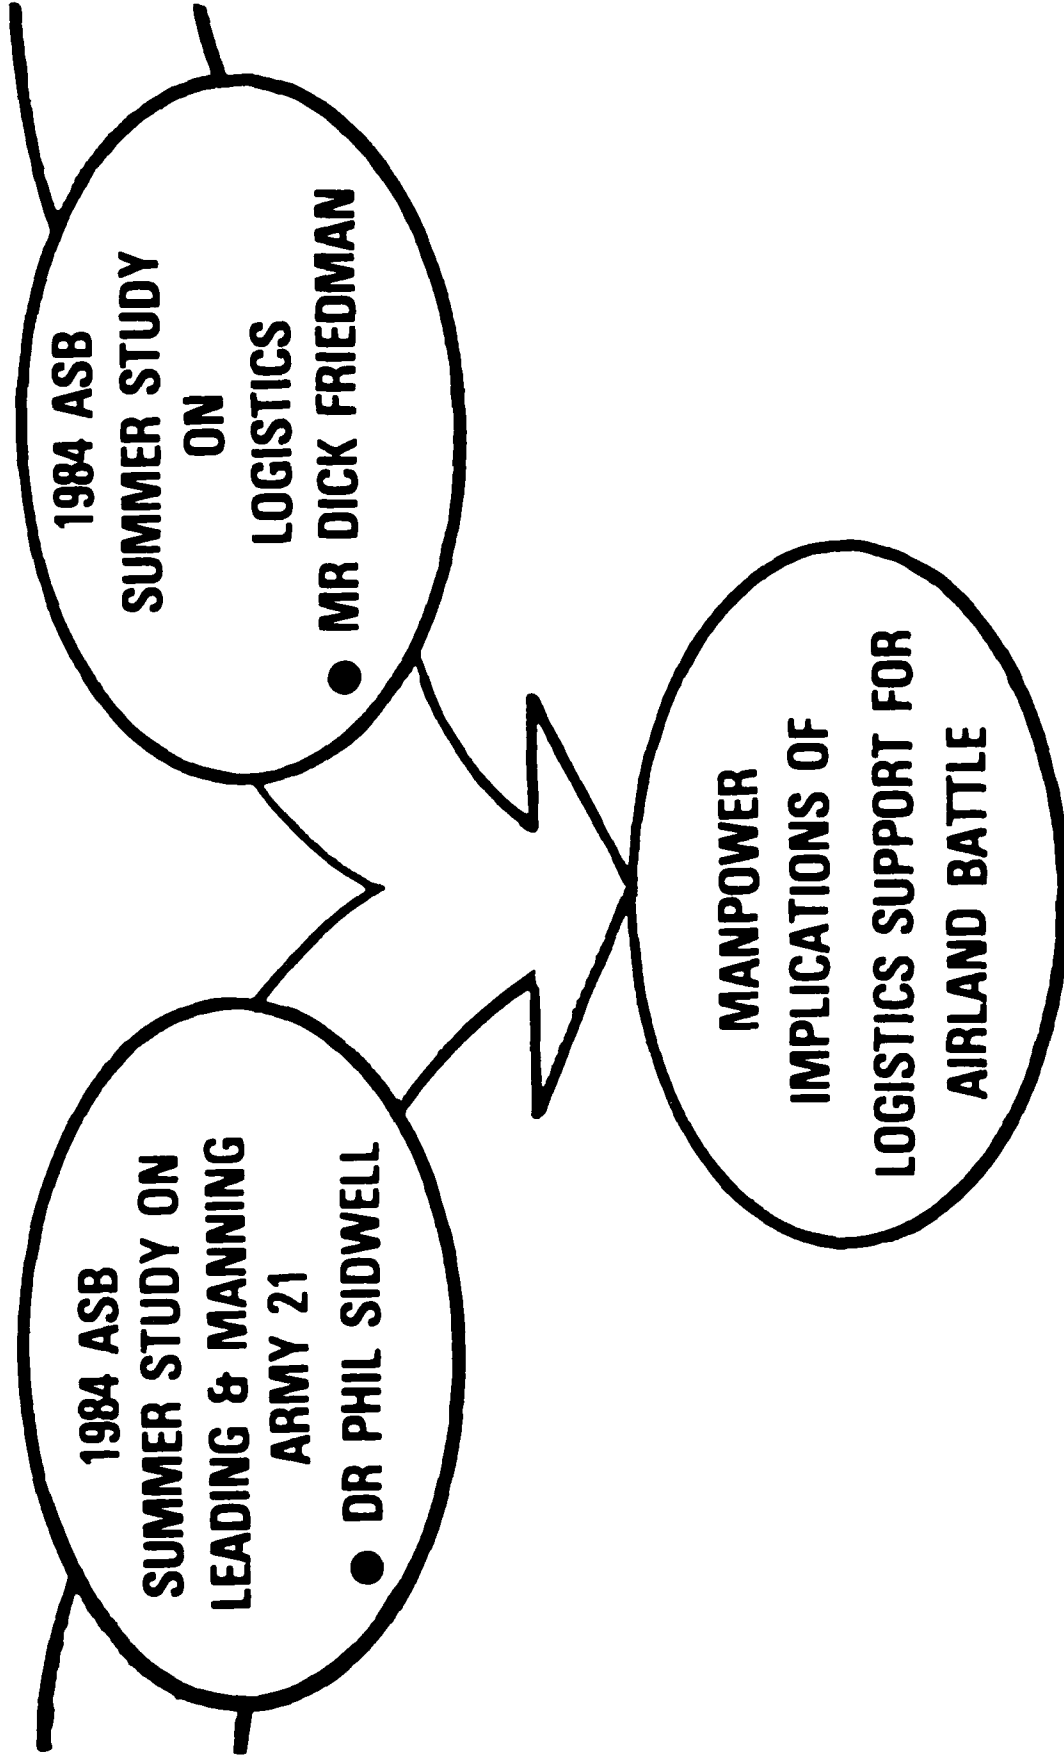 1984 ASB
SUMMER STUDY ON
LEADING & MANNING
ARMY 21
● DR PHIL SIDWELL
1984 ASB
SUMMER STUDY
ON
LOGISTICS
● MR DICK FRIEDMAN
MANPOWER
IMPLICATIONS OF
LOGISTICS SUPPORT FOR
AIRLAND BATTLE